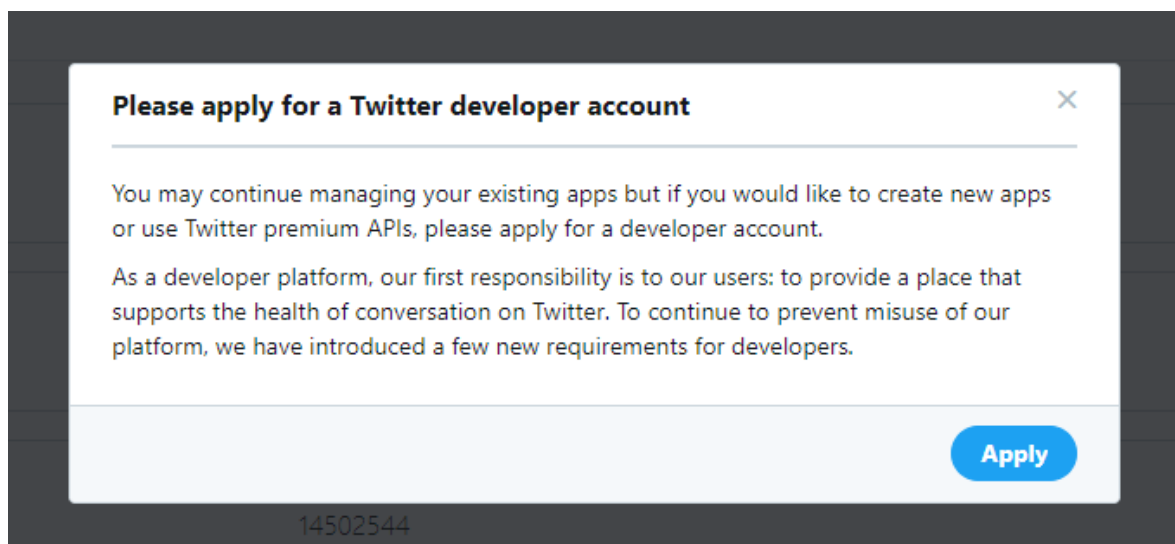 Please apply for a Twitter developer account
You may continue managing your existing apps but if you would like to create new apps
or use Twitter premium APIs, please apply for a developer account.
As a developer platform, our first responsibility is to our users: to provide a place that
supports the health of conversation on Twitter. To continue to prevent misuse of our
platform, we have introduced a few new requirements for developers.
Apply
14502544